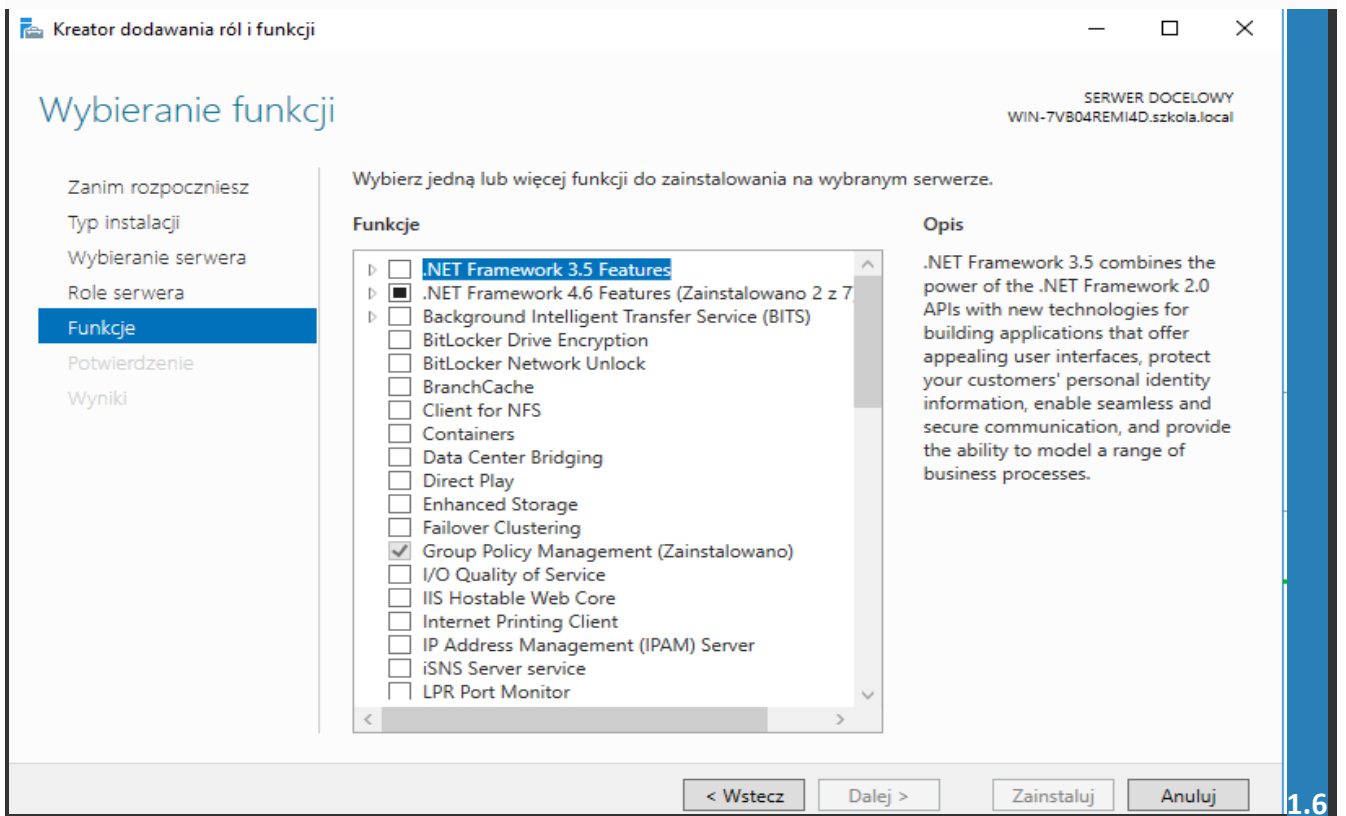 Kreator dodawania ról i funkcji
Wybieranie funkcji
SERWER DOCELOWY
WIN-7VB04REMI4D.szkola.local
Zanim rozpoczniesz
Typ instalacji
Wybieranie serwera
Role serwera
Funkcje
Potwierdzenie
Wyniki
Wybierz jedną lub więcej funkcji do zainstalowania na wybranym serwerze.
Funkcje
.NET Framework 3.5 Features
.NET Framework 4.6 Features (Zainstalowano 2 z 7
Background Intelligent Transfer Service (BITS)
BitLocker Drive Encryption
BitLocker Network Unlock
BranchCache
Client for NFS
Containers
Data Center Bridging
Direct Play
Enhanced Storage
Failover Clustering
Group Policy Management (Zainstalowano)
I/O Quality of Service
IIS Hostable Web Core
Internet Printing Client
IP Address Management (IPAM) Server
iSNS Server service
LPR Port Monitor
Opis
.NET Framework 3.5 combines the
power of the .NET Framework 2.0
APIs with new technologies for
building applications that offer
appealing user interfaces, protect
your customers' personal identity
information, enable seamless and
secure communication, and provide
the ability to model a range of
business processes.
< Wstecz
Dalej >
Zainstaluj
Anuluj
1.6